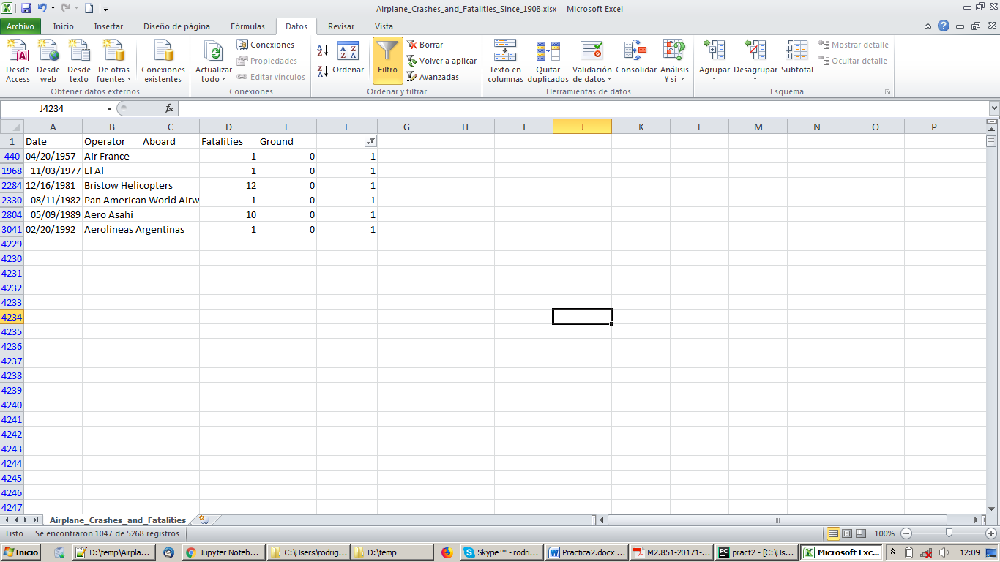 Airplane_Crashes_and_Fatalities_Since_1908.xlsx - Microsoft Excel
Archivo Inicio Insertar Diseño de página Fórmulas Datos Revisar Vista
Desde Access
Desde web
Desde texto
De otras fuentes
Conexiones existentes
Obtener datos externos
Actualizar todo
Conexiones
Propiedades
Editar vínculos
Conexiones
Ordenar
Filtro
Borrar
Volver a aplicar
Avanzadas
Ordenar y filtrar
Texto en columnas
Quitar duplicados
Validación de datos
Consolidar
Análisis Y si
Herramientas de datos
Agrupar
Desagrupar
Subtotal
Mostrar detalle
Ocultar detalle
Esquema
J4234 fx
A B C D E F G H I J K L M N O P
1 Date Operator Aboard Fatalities Ground
440 04/20/1957 Air France 1 0 1
1968 11/03/1977 El Al 1 0 1
2284 12/16/1981 Bristow Helicopters 12 0 1
2330 08/11/1982 Pan American World Airw 1 0 1
2804 05/09/1989 Aero Asahi 10 0 1
3041 02/20/1992 Aerolineas Argentinas 1 0 1
4229
4230
4231
4232
4233
4234
4235
4236
4237
4238
4239
4240
4241
4242
4243
4244
4245
4246
4247
Airplane_Crashes_and_Fatalities
Listo Se encontraron 1047 de 5268 registros 100%
Inicio D:\temp\Airpla... Jupyter Noteb... C:\Users\rodrig... D:\temp Skype™ - rodri... Practica2.docx ... M2.851-20171-... pract2 - [C:\Us... Microsoft Exc... 12:09